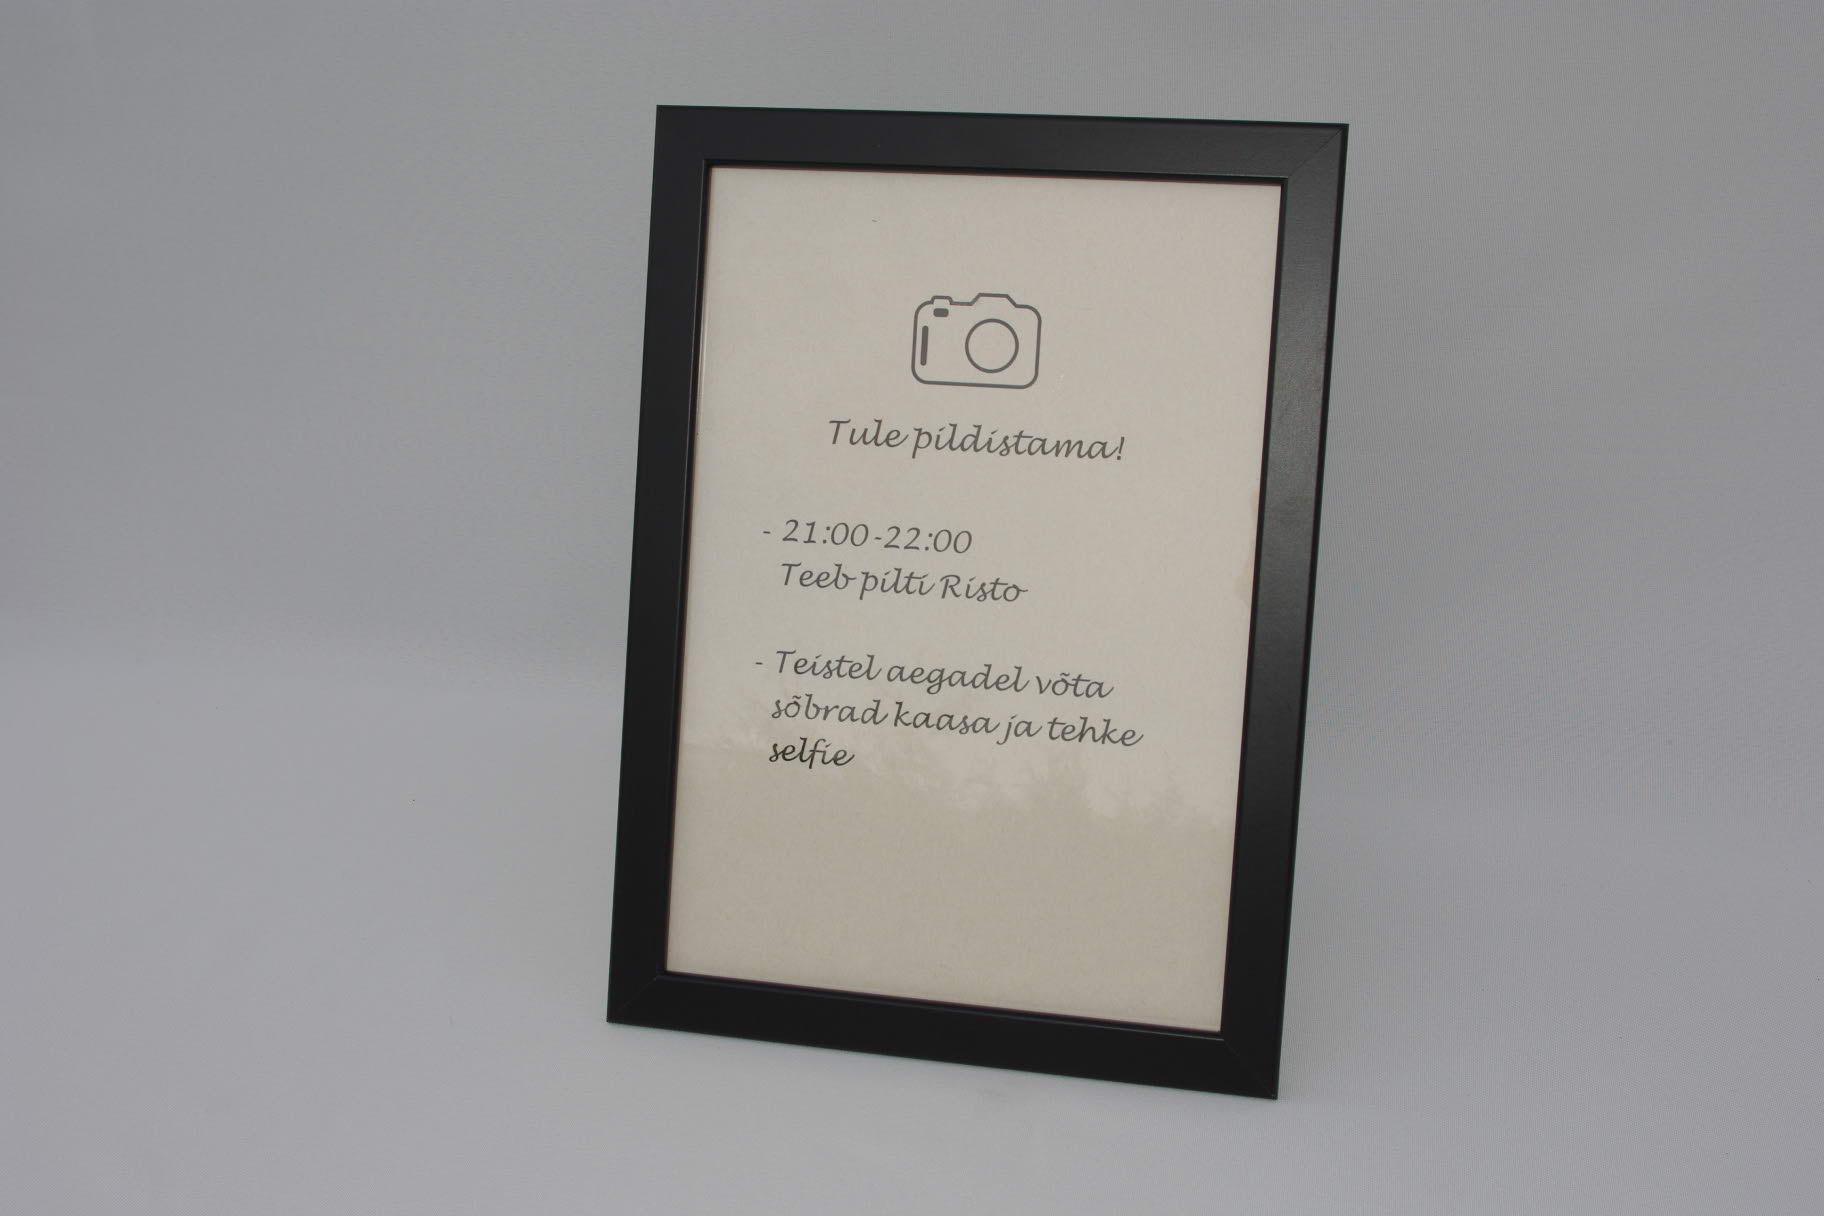 Tule pildistama!
- 21:00-22:00
Teeb pilti Risto
- Teistel aegadel võta
sõbrad kaasa ja tehke
selfie